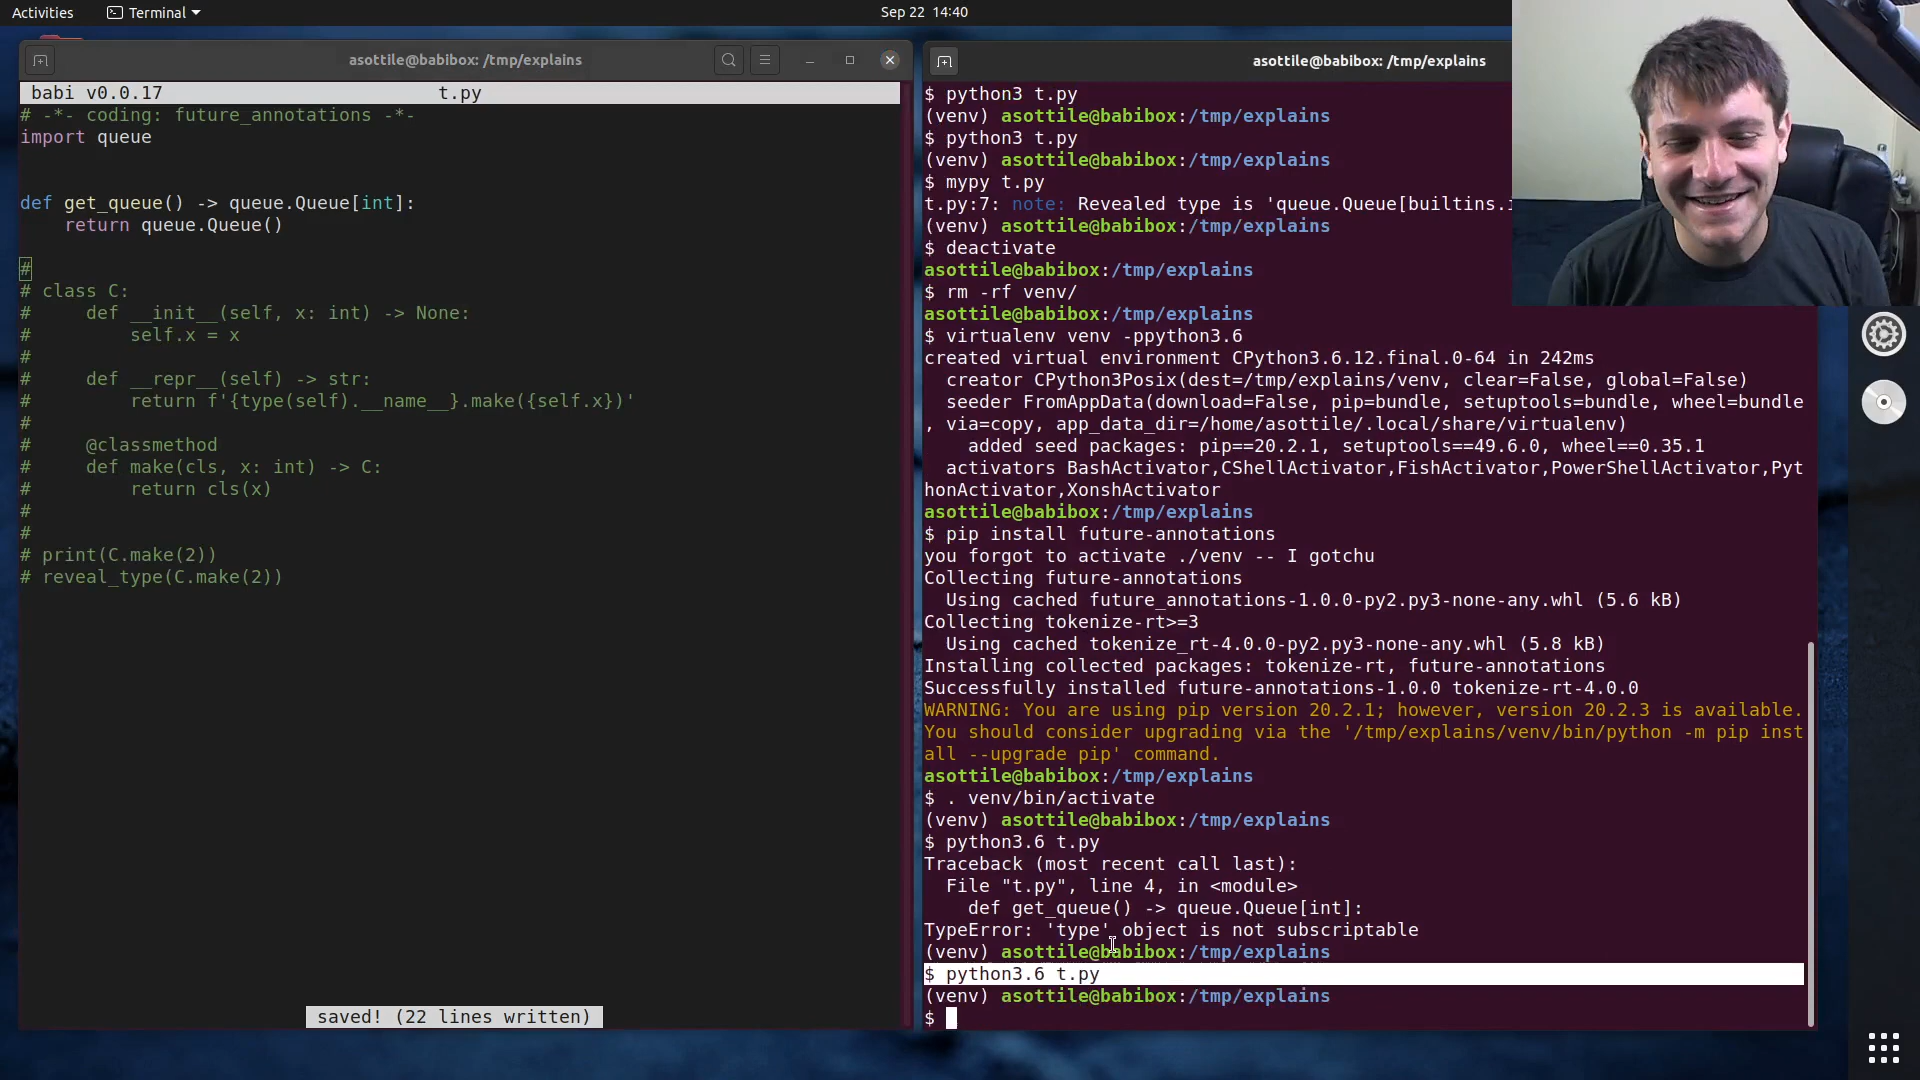 Activities
Terminal
Sep 22 14:40
asottile@babibox: /tmp/explains
babi v0.0.17 t.py
# -*- coding: future_annotations -*-
import queue
def get_queue() -> queue.Queue[int]:
    return queue.Queue()
#
# class C:
#     def __init__(self, x: int) -> None:
#         self.x = x
#
#     def __repr__(self) -> str:
#         return f'{type(self).__name__}.make({self.x})'
#
#     @classmethod
#     def make(cls, x: int) -> C:
#         return cls(x)
#
#
# print(C.make(2))
# reveal_type(C.make(2))
saved! (22 lines written)
asottile@babibox: /tmp/explains
$ python3 t.py
(venv) asottile@babibox:/tmp/explains
$ python3 t.py
(venv) asottile@babibox:/tmp/explains
$ mypy t.py
t.py:7: note: Revealed type is 'queue.Queue[builtins.i
(venv) asottile@babibox:/tmp/explains
$ deactivate
asottile@babibox:/tmp/explains
$ rm -rf venv/
asottile@babibox:/tmp/explains
$ virtualenv venv -ppython3.6
created virtual environment CPython3.6.12.final.0-64 in 242ms
  creator CPython3Posix(dest=/tmp/explains/venv, clear=False, global=False)
  seeder FromAppData(download=False, pip=bundle, setuptools=bundle, wheel=bundle
, via=copy, app_data_dir=/home/asottile/.local/share/virtualenv)
    added seed packages: pip==20.2.1, setuptools==49.6.0, wheel==0.35.1
  activators BashActivator,CShellActivator,FishActivator,PowerShellActivator,Pyt
honActivator,XonshActivator
asottile@babibox:/tmp/explains
$ pip install future-annotations
you forgot to activate ./venv -- I gotchu
Collecting future-annotations
  Using cached future_annotations-1.0.0-py2.py3-none-any.whl (5.6 kB)
Collecting tokenize-rt>=3
  Using cached tokenize_rt-4.0.0-py2.py3-none-any.whl (5.8 kB)
Installing collected packages: tokenize-rt, future-annotations
Successfully installed future-annotations-1.0.0 tokenize-rt-4.0.0
WARNING: You are using pip version 20.2.1; however, version 20.2.3 is available.
You should consider upgrading via the '/tmp/explains/venv/bin/python -m pip inst
all --upgrade pip' command.
asottile@babibox:/tmp/explains
$ . venv/bin/activate
(venv) asottile@babibox:/tmp/explains
$ python3.6 t.py
Traceback (most recent call last):
  File "t.py", line 4, in <module>
    def get_queue() -> queue.Queue[int]:
TypeError: 'type' object is not subscriptable
(venv) asottile@babibox:/tmp/explains
$ python3.6 t.py
(venv) asottile@babibox:/tmp/explains
$